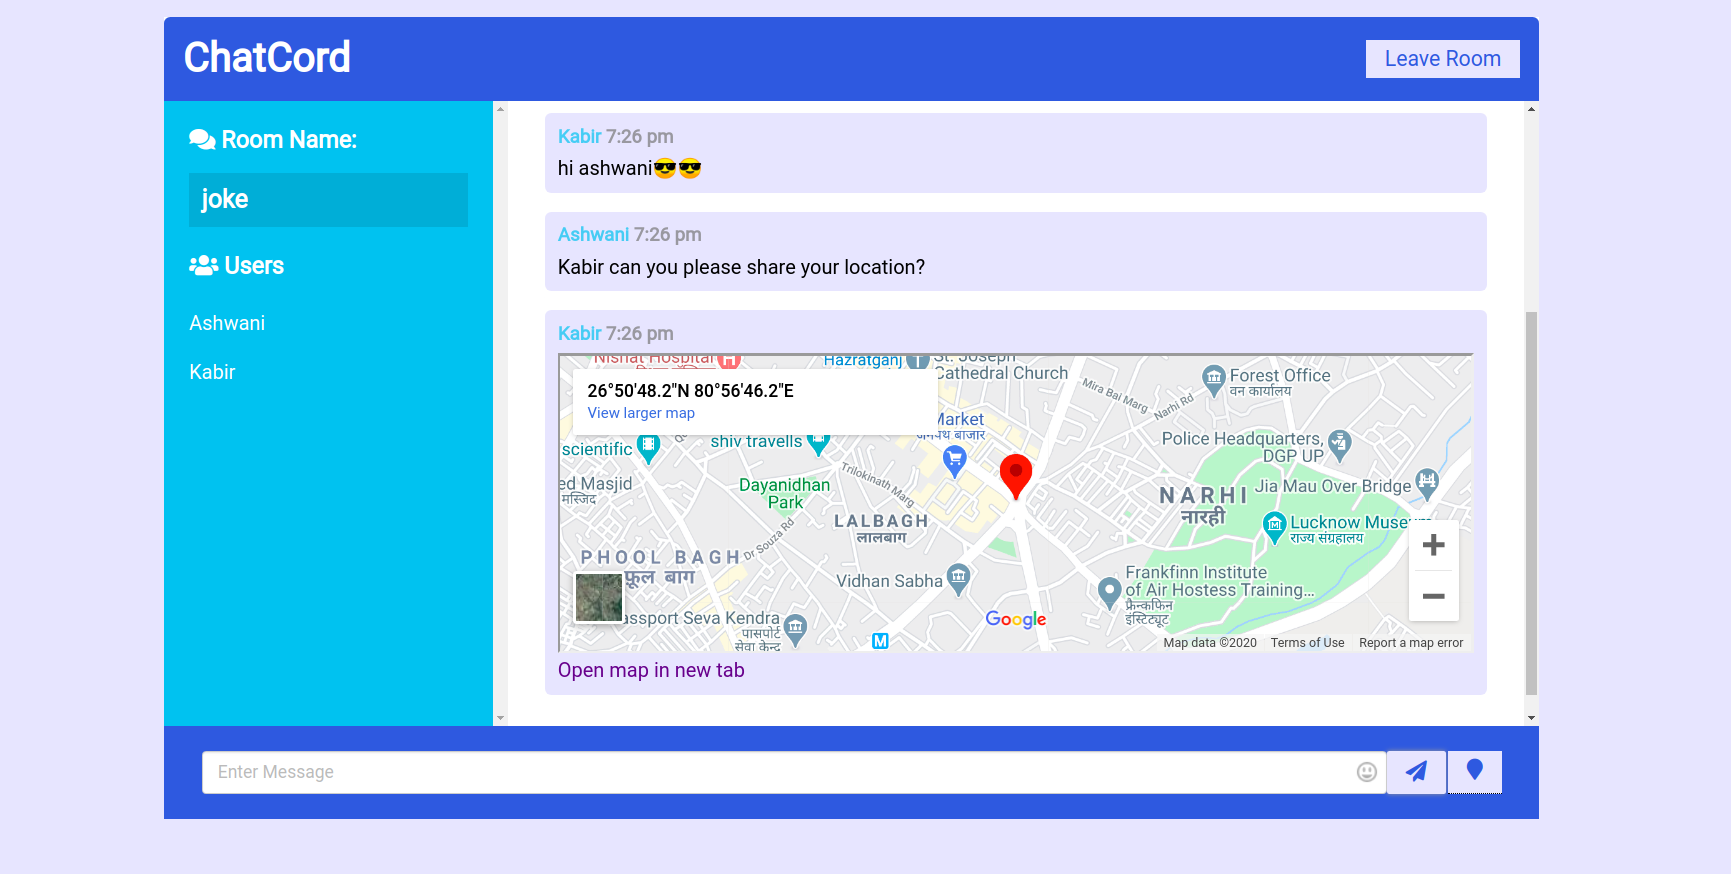 ChatCord
Leave Room
Room Name:
joke
Users
Ashwani
Kabir
Kabir 7:26 pm
hi ashwani😎😎
Ashwani 7:26 pm
Kabir can you please share your location?
Kabir 7:26 pm
26°50'48.2"N 80°56'46.2"E
View larger map
Nishat Hospital
Hazratganj
St. Joseph
Cathedral Church
Mira Bai Marg
Narhi Rd
Forest Office
वन कार्यालय
Market
जनपथ बाजार
scientific
shiv travells
Police Headquarters,
DGP UP
ed Masjid
मस्जिद
Dayanidhan
Park
Trilokinath Marg
NARHI
नारही
Jia Mau Over Bridge
LALBAGH
लालबाग
Lucknow Museum
राज्य संग्रहालय
PHOOL BAGH
फूल बाग
Dr Souza Rd
Vidhan Sabha
Frankfinn Institute
of Air Hostess Training...
फ्रैन्कफिन
इंस्टिट्यूट
assport Seva Kendra
पासपोर्ट
सेवा केन्द्र
M
Google
Map data ©2020
Terms of Use
Report a map error
Open map in new tab
Enter Message